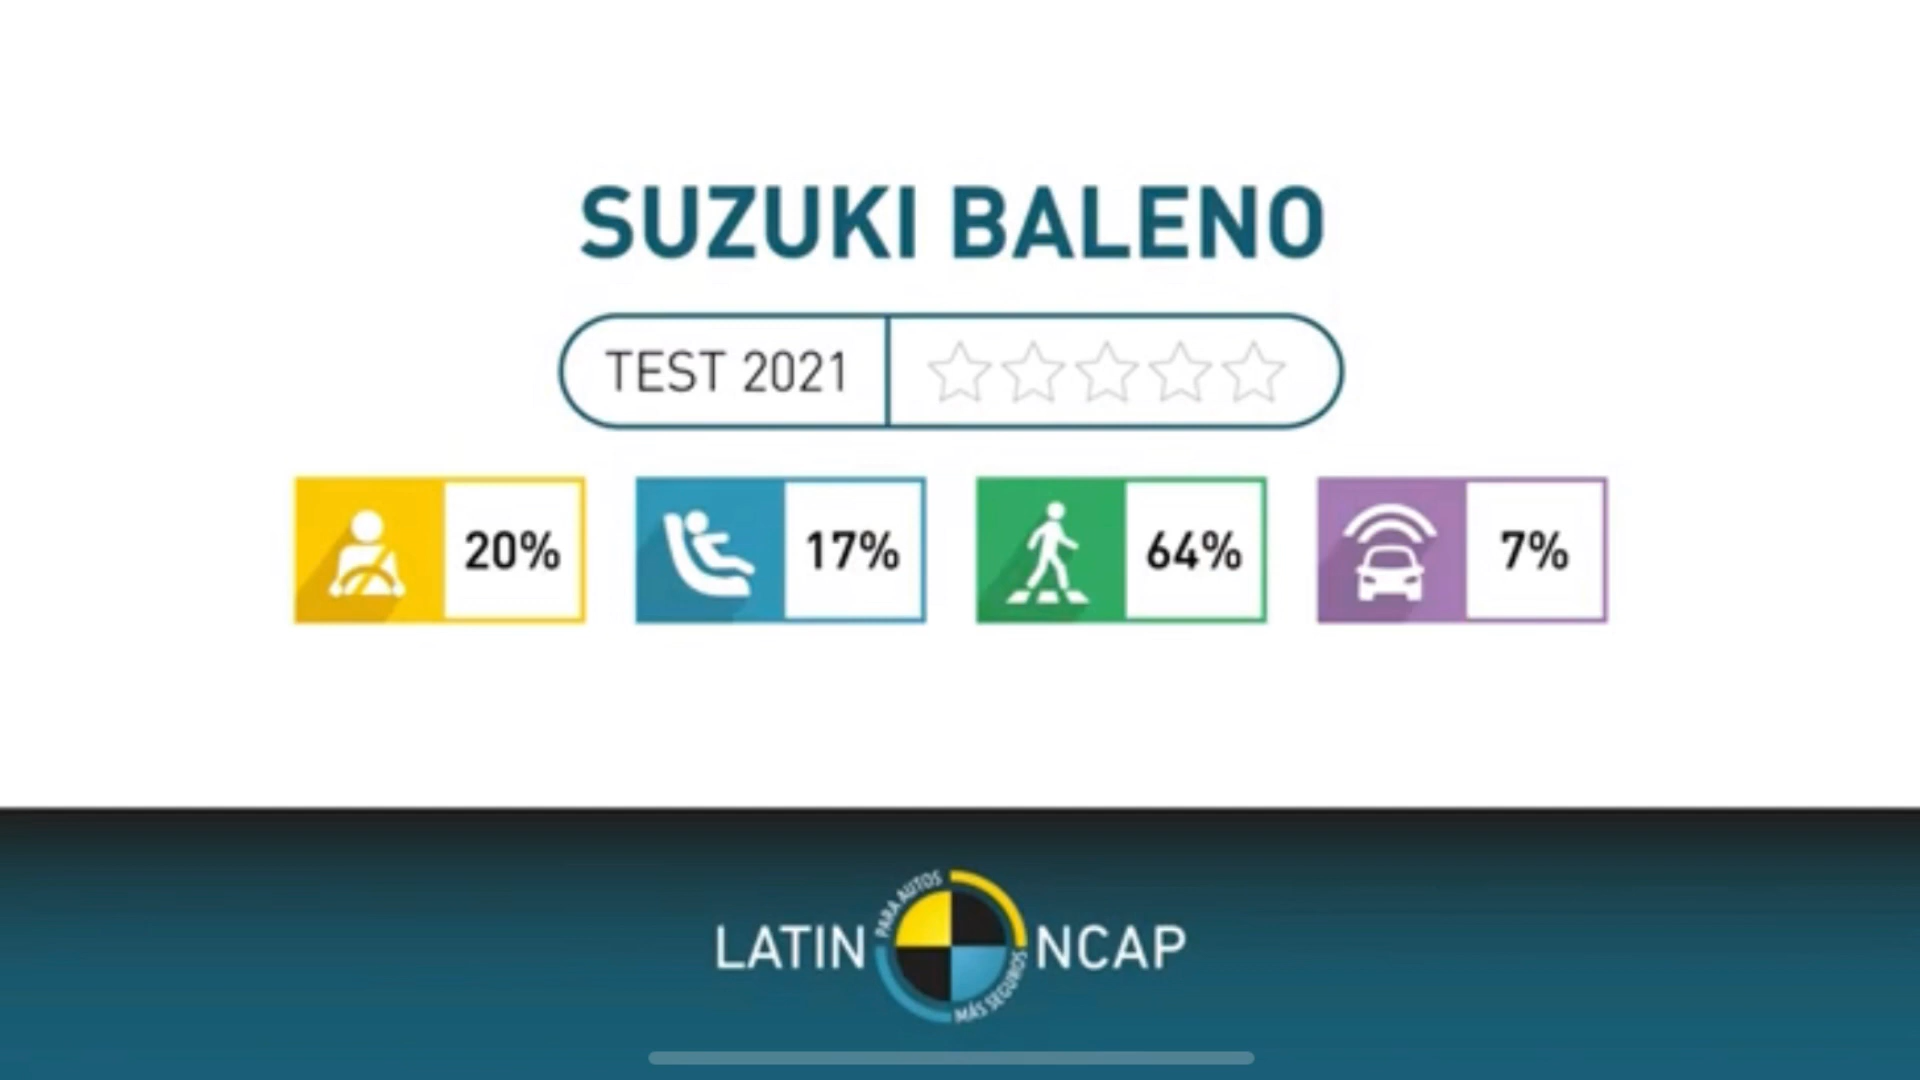 SUZUKI BALENO
TEST 2021
20%
17%
64%
7%
LATIN NCAP
PARA AUTOS
MÁS SEGUROS